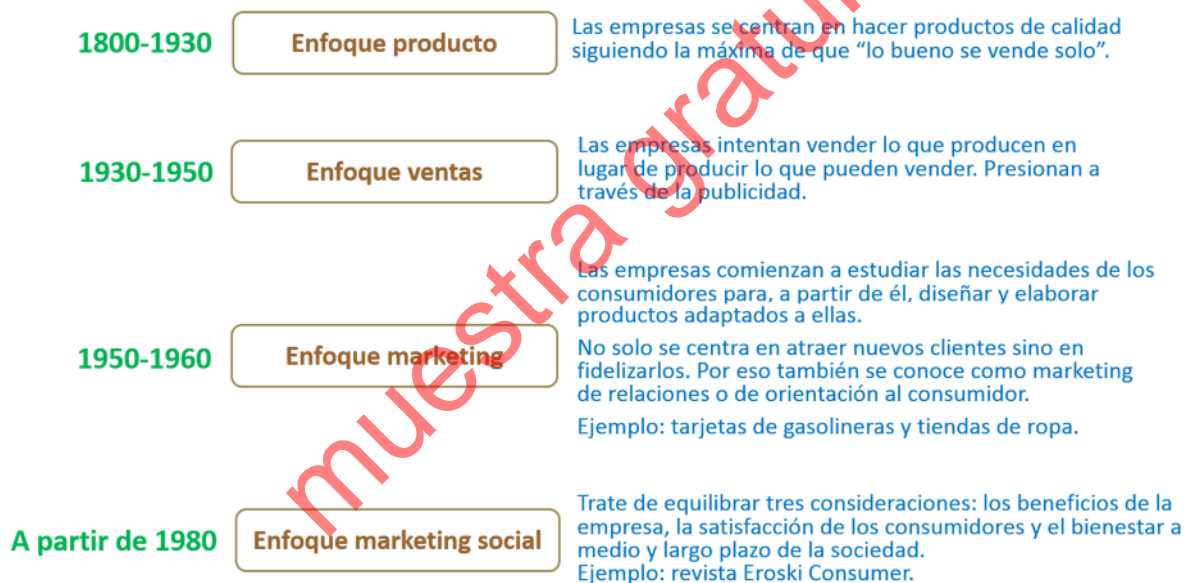 1800-1930
Enfoque producto
Las empresas se centran en hacer productos de calidad
siguiendo la máxima de que “lo bueno se vende solo”.
1930-1950
Enfoque ventas
Las empresas intentan vender lo que producen en
lugar de producir lo que pueden vender. Presionan a
través de la publicidad.
1950-1960
Enfoque marketing
Las empresas comienzan a estudiar las necesidades de los
consumidores para, a partir de él, diseñar y elaborar
productos adaptados a ellas.
No solo se centra en atraer nuevos clientes sino en
fidelizarlos. Por eso también se conoce como marketing
de relaciones o de orientación al consumidor.
Ejemplo: tarjetas de gasolineras y tiendas de ropa.
A partir de 1980
Enfoque marketing social
Trate de equilibrar tres consideraciones: los beneficios de la
empresa, la satisfacción de los consumidores y el bienestar a
medio y largo plazo de la sociedad.
Ejemplo: revista Eroski Consumer.
muestra